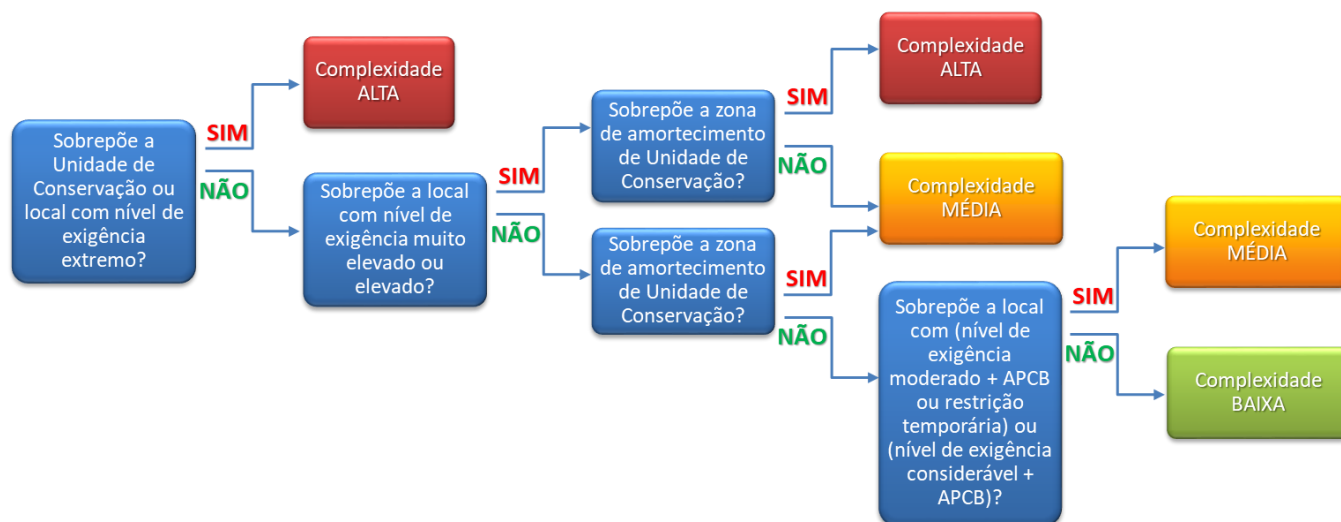 Sobrepõe a
Unidade de
Conservação ou
local com nível de
exigência
extremo?
SIM
Complexidade
ALTA
NÃO
Sobrepõe a local
com nível de
exigência muito
elevado ou
elevado?
SIM
Sobrepõe a zona
de amortecimento
de Unidade de
Conservação?
SIM
Complexidade
ALTA
NÃO
Complexidade
MÉDIA
NÃO
Sobrepõe a zona
de amortecimento
de Unidade de
Conservação?
SIM
NÃO
Sobrepõe a local
com (nível de
exigência
moderado + APCB
ou restrição
temporária) ou
(nível de exigência
considerável +
APCB)?
SIM
Complexidade
MÉDIA
NÃO
Complexidade
BAIXA